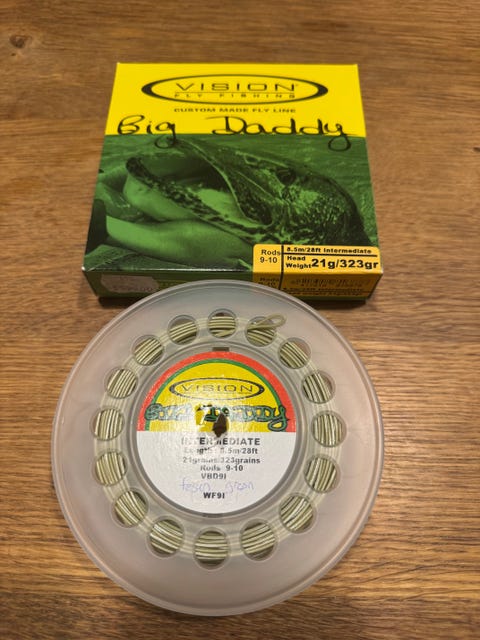 VISION
FLY FISHING
CUSTOM MADE FLY LINE
Big Daddy
Rods 9-10
8.5m/28ft intermediate
Head Weight 21g/323gr
VISION
INTERMEDIATE
Length: 8.5m/28ft
21grams/323grains
Rods 9-10
VBD9I
green
WF9I